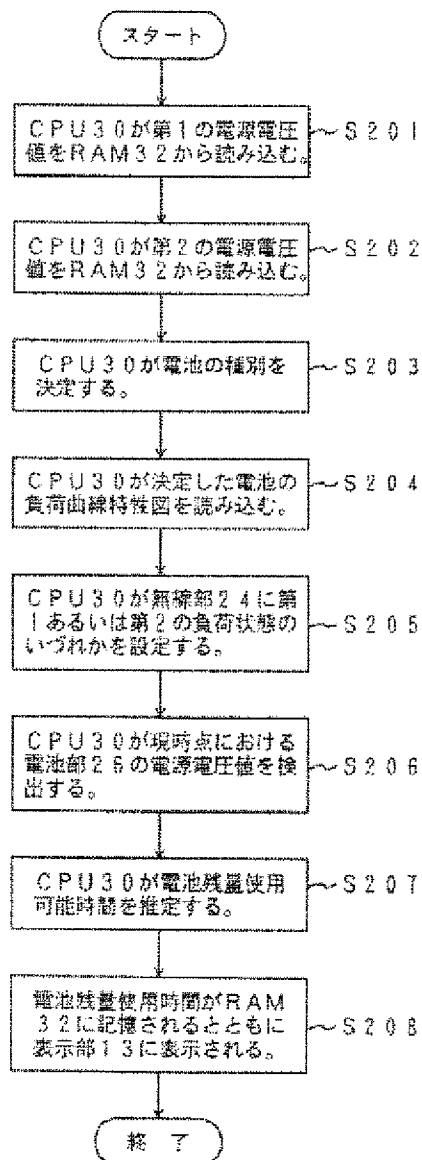 スタート
CPU30が第1の電源電圧 S201
値をRAM32から読み込む。
CPU30が第2の電源電圧 S202
値をRAM32から読み込む。
CPU30が電池の種別を S203
決定する。
CPU30が決定した電池の S204
負荷曲線特性図を読み込む。
CPU30が無線部24に第
1あるいは第2の負荷状態の S205
いづれかを設定する。
CPU30が現時点における
電池部26の電源電圧値を検 S206
出する。
CPU30が電池残量使用 S207
可能時間を推定する。
電池残量使用時間がRAM
32に記憶されるとともに S208
表示部13に表示される。
終了